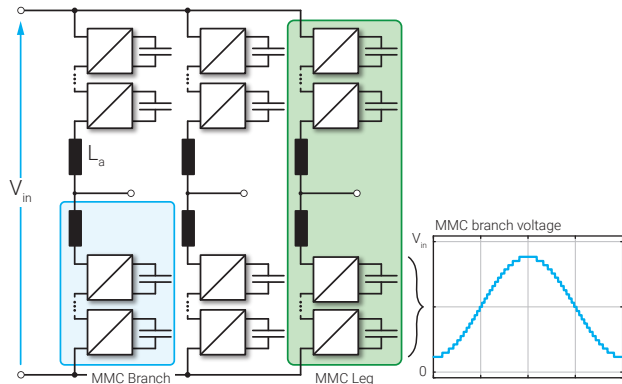 L_a
V_in
MMC branch voltage
V_in
0
MMC Branch
MMC Leg